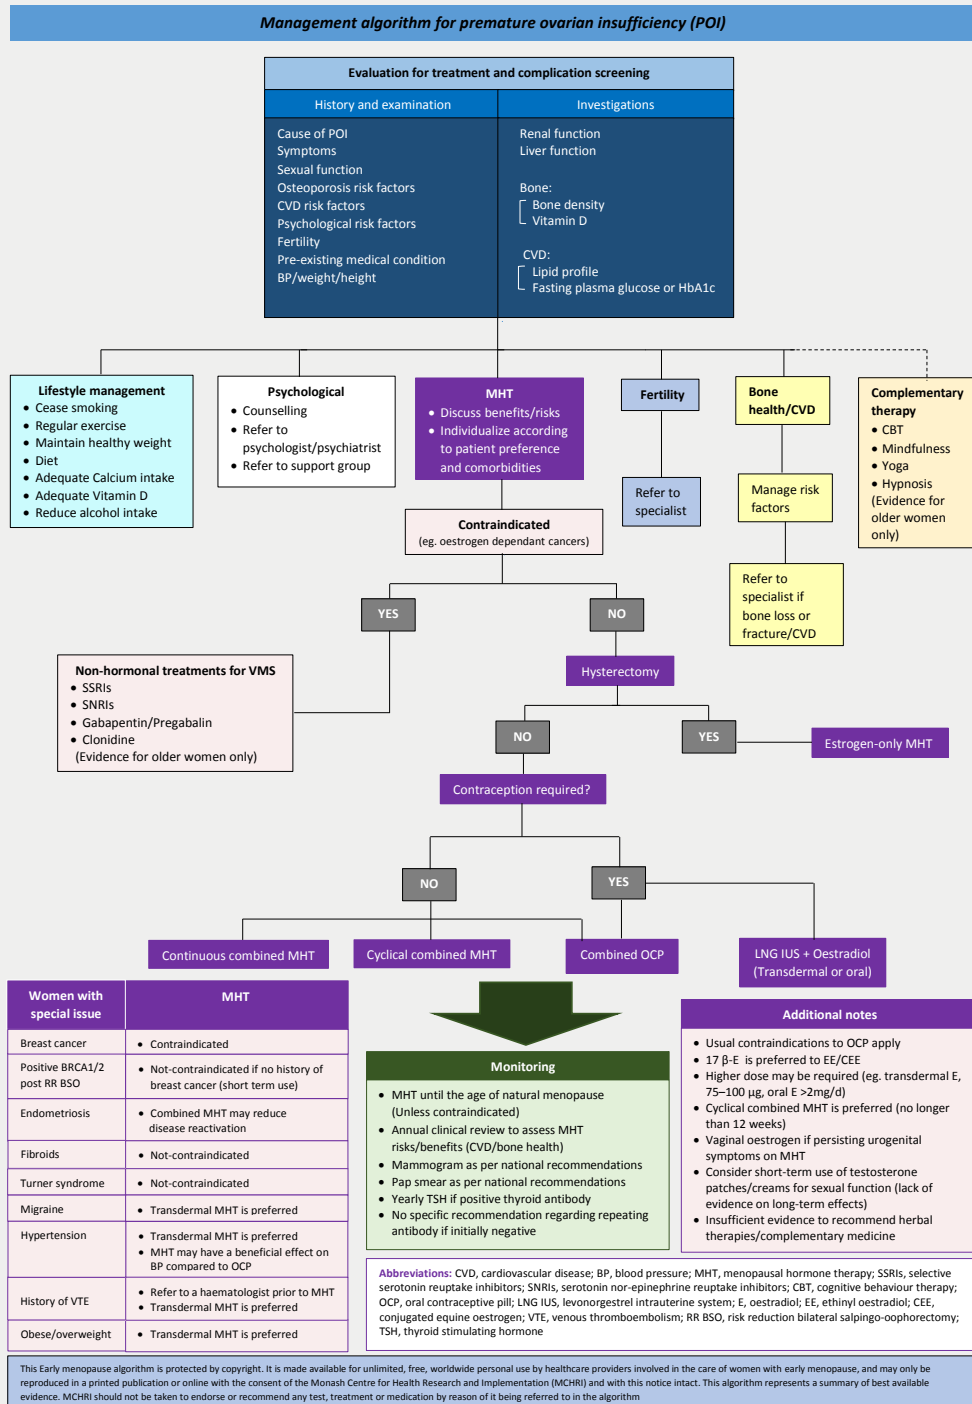 Management algorithm for premature ovarian insufficiency (POI)
Evaluation for treatment and complication screening
History and examination
Cause of POI
Symptoms
Sexual function
Osteoporosis risk factors
CVD risk factors
Psychological risk factors
Fertility
Pre-existing medical condition
BP/weight/height
Investigations
Renal function
Liver function
Bone:
Bone density
Vitamin D
CVD:
Lipid profile
Fasting plasma glucose or HbA1c
Lifestyle management
• Cease smoking
• Regular exercise
• Maintain healthy weight
• Diet
• Adequate Calcium intake
• Adequate Vitamin D
• Reduce alcohol intake
Psychological
• Counselling
• Refer to
psychologist/psychiatrist
• Refer to support group
MHT
• Discuss benefits/risks
• Individualize according
to patient preference
and comorbidities
Fertility
Refer to
specialist
Bone
health/CVD
Manage risk
factors
Refer to
specialist if
bone loss or
fracture/CVD
Complementary
therapy
• CBT
• Mindfulness
• Yoga
• Hypnosis
(Evidence for
older women
only)
Contraindicated
(eg. oestrogen dependant cancers)
YES
NO
Non-hormonal treatments for VMS
• SSRIs
• SNRIs
• Gabapentin/Pregabalin
• Clonidine
(Evidence for older women only)
Hysterectomy
NO
YES
Estrogen-only MHT
Contraception required?
NO
YES
Continuous combined MHT
Cyclical combined MHT
Combined OCP
LNG IUS + Oestradiol
(Transdermal or oral)
Women with
special issue
MHT
Breast cancer
• Contraindicated
Positive BRCA1/2
post RR BSO
• Not-contraindicated if no history of
breast cancer (short term use)
Endometriosis
• Combined MHT may reduce
disease reactivation
Fibroids
• Not-contraindicated
Turner syndrome
• Not-contraindicated
Migraine
• Transdermal MHT is preferred
Hypertension
• Transdermal MHT is preferred
• MHT may have a beneficial effect on
BP compared to OCP
History of VTE
• Refer to a haematologist prior to MHT
• Transdermal MHT is preferred
Obese/overweight
• Transdermal MHT is preferred
Monitoring
• MHT until the age of natural menopause
(Unless contraindicated)
• Annual clinical review to assess MHT
risks/benefits (CVD/bone health)
• Mammogram as per national recommendations
• Pap smear as per national recommendations
• Yearly TSH if positive thyroid antibody
• No specific recommendation regarding repeating
antibody if initially negative
Additional notes
• Usual contraindications to OCP apply
• 17 β-E is preferred to EE/CEE
• Higher dose may be required (eg. transdermal E,
75–100 µg, oral E >2mg/d)
• Cyclical combined MHT is preferred (no longer
than 12 weeks)
• Vaginal oestrogen if persisting urogenital
symptoms on MHT
• Consider short-term use of testosterone
patches/creams for sexual function (lack of
evidence on long-term effects)
• Insufficient evidence to recommend herbal
therapies/complementary medicine
Abbreviations: CVD, cardiovascular disease; BP, blood pressure; MHT, menopausal hormone therapy; SSRIs, selective
serotonin reuptake inhibitors; SNRIs, serotonin nor-epinephrine reuptake inhibitors; CBT, cognitive behaviour therapy;
OCP, oral contraceptive pill; LNG IUS, levonorgestrel intrauterine system; E, oestradiol; EE, ethinyl oestradiol; CEE,
conjugated equine oestrogen; VTE, venous thromboembolism; RR BSO, risk reduction bilateral salpingo-oophorectomy;
TSH, thyroid stimulating hormone
This Early menopause algorithm is protected by copyright. It is made available for unlimited, free, worldwide personal use by healthcare providers involved in the care of women with early menopause, and may only be
reproduced in a printed publication or online with the consent of the Monash Centre for Health Research and Implementation (MCHRI) and with this notice intact. This algorithm represents a summary of best available
evidence. MCHRI should not be taken to endorse or recommend any test, treatment or medication by reason of it being referred to in the algorithm